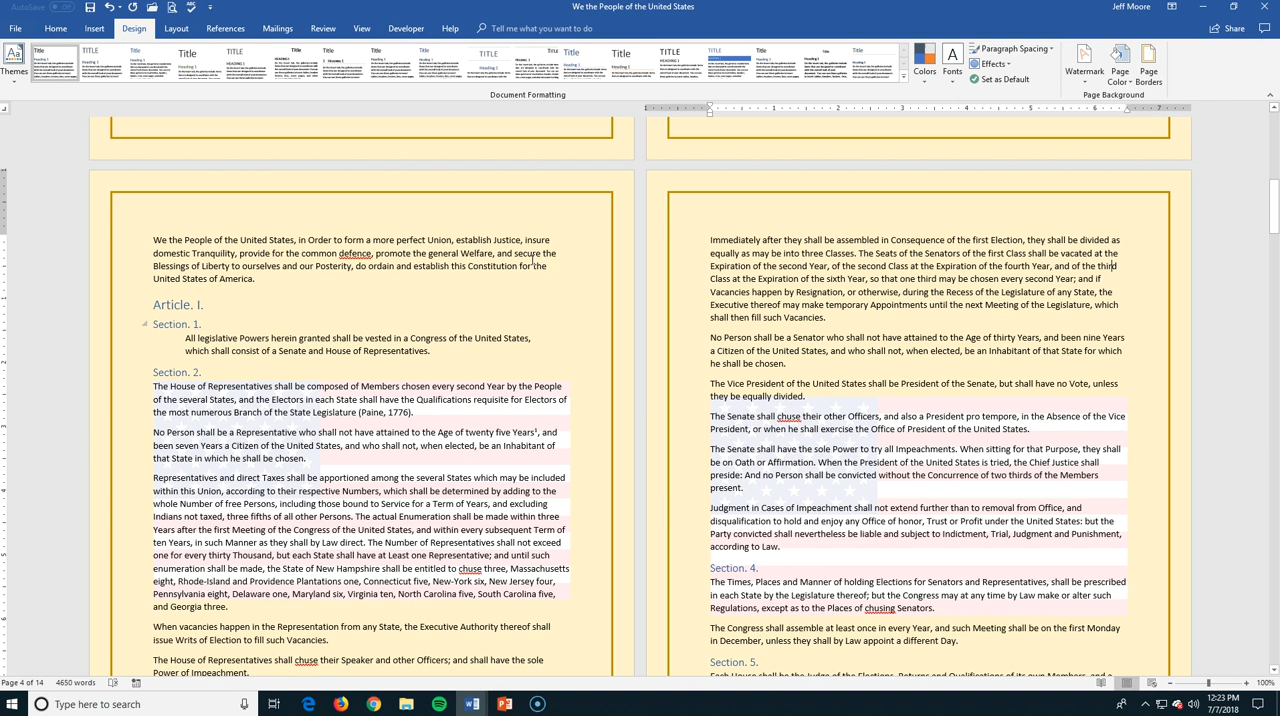 AutoSave Off
We the People of the United States
Jeff Moore
File Home Insert Design Layout References Mailings Review View Developer Help Tell me what you want to do
Share
Themes
Document Formatting
Colors
Fonts
Paragraph Spacing
Effects
Set as Default
Watermark
Page Color
Page Borders
Page Background
We the People of the United States, in Order to form a more perfect Union, establish Justice, insure
domestic Tranquility, provide for the common defence, promote the general Welfare, and secure the
Blessings of Liberty to ourselves and our Posterity, do ordain and establish this Constitution for the
United States of America.
Article. I.
Section. 1.
All legislative Powers herein granted shall be vested in a Congress of the United States,
which shall consist of a Senate and House of Representatives.
Section. 2.
The House of Representatives shall be composed of Members chosen every second Year by the People
of the several States, and the Electors in each State shall have the Qualifications requisite for Electors of
the most numerous Branch of the State Legislature (Paine, 1776).
No Person shall be a Representative who shall not have attained to the Age of twenty five Years¹, and
been seven Years a Citizen of the United States, and who shall not, when elected, be an Inhabitant of
that State in which he shall be chosen.
Representatives and direct Taxes shall be apportioned among the several States which may be included
within this Union, according to their respective Numbers, which shall be determined by adding to the
whole Number of free Persons, including those bound to Service for a Term of Years, and excluding
Indians not taxed, three fifths of all other Persons. The actual Enumeration shall be made within three
Years after the first Meeting of the Congress of the United States, and within every subsequent Term of
ten Years, in such Manner as they shall by Law direct. The Number of Representatives shall not exceed
one for every thirty Thousand, but each State shall have at Least one Representative; and until such
enumeration shall be made, the State of New Hampshire shall be entitled to chuse three, Massachusetts
eight, Rhode-Island and Providence Plantations one, Connecticut five, New-York six, New Jersey four,
Pennsylvania eight, Delaware one, Maryland six, Virginia ten, North Carolina five, South Carolina five,
and Georgia three.
When vacancies happen in the Representation from any State, the Executive Authority thereof shall
issue Writs of Election to fill such Vacancies.
The House of Representatives shall chuse their Speaker and other Officers; and shall have the sole
Power of Impeachment.
Immediately after they shall be assembled in Consequence of the first Election, they shall be divided as
equally as may be into three Classes. The Seats of the Senators of the first Class shall be vacated at the
Expiration of the second Year, of the second Class at the Expiration of the fourth Year, and of the third
Class at the Expiration of the sixth Year, so that one third may be chosen every second Year; and if
Vacancies happen by Resignation, or otherwise, during the Recess of the Legislature of any State, the
Executive thereof may make temporary Appointments until the next Meeting of the Legislature, which
shall then fill such Vacancies.
No Person shall be a Senator who shall not have attained to the Age of thirty Years, and been nine Years
a Citizen of the United States, and who shall not, when elected, be an Inhabitant of that State for which
he shall be chosen.
The Vice President of the United States shall be President of the Senate, but shall have no Vote, unless
they be equally divided.
The Senate shall chuse their other Officers, and also a President pro tempore, in the Absence of the Vice
President, or when he shall exercise the Office of President of the United States.
The Senate shall have the sole Power to try all Impeachments. When sitting for that Purpose, they shall
be on Oath or Affirmation. When the President of the United States is tried, the Chief Justice shall
preside: And no Person shall be convicted without the Concurrence of two thirds of the Members
present.
Judgment in Cases of Impeachment shall not extend further than to removal from Office, and
disqualification to hold and enjoy any Office of honor, Trust or Profit under the United States: but the
Party convicted shall nevertheless be liable and subject to Indictment, Trial, Judgment and Punishment,
according to Law.
Section. 4.
The Times, Places and Manner of holding Elections for Senators and Representatives, shall be prescribed
in each State by the Legislature thereof; but the Congress may at any time by Law make or alter such
Regulations, except as to the Places of chusing Senators.
The Congress shall assemble at least once in every Year, and such Meeting shall be on the first Monday
in December, unless they shall by Law appoint a different Day.
Section. 5.
Page 4 of 14 4650 words
100%
Type here to search
12:23 PM
7/7/2018